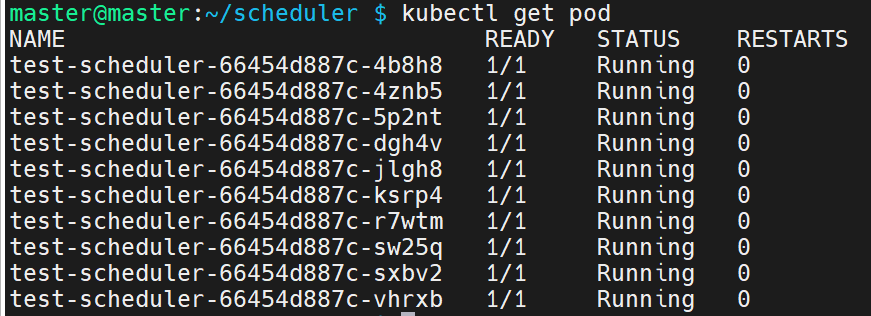 master@master:~/scheduler $ kubectl get pod
NAME READY STATUS RESTARTS
test-scheduler-66454d887c-4b8h8 1/1 Running 0
test-scheduler-66454d887c-4znb5 1/1 Running 0
test-scheduler-66454d887c-5p2nt 1/1 Running 0
test-scheduler-66454d887c-dgh4v 1/1 Running 0
test-scheduler-66454d887c-jlgh8 1/1 Running 0
test-scheduler-66454d887c-ksrp4 1/1 Running 0
test-scheduler-66454d887c-r7wtm 1/1 Running 0
test-scheduler-66454d887c-sw25q 1/1 Running 0
test-scheduler-66454d887c-sxbv2 1/1 Running 0
test-scheduler-66454d887c-vhrxb 1/1 Running 0